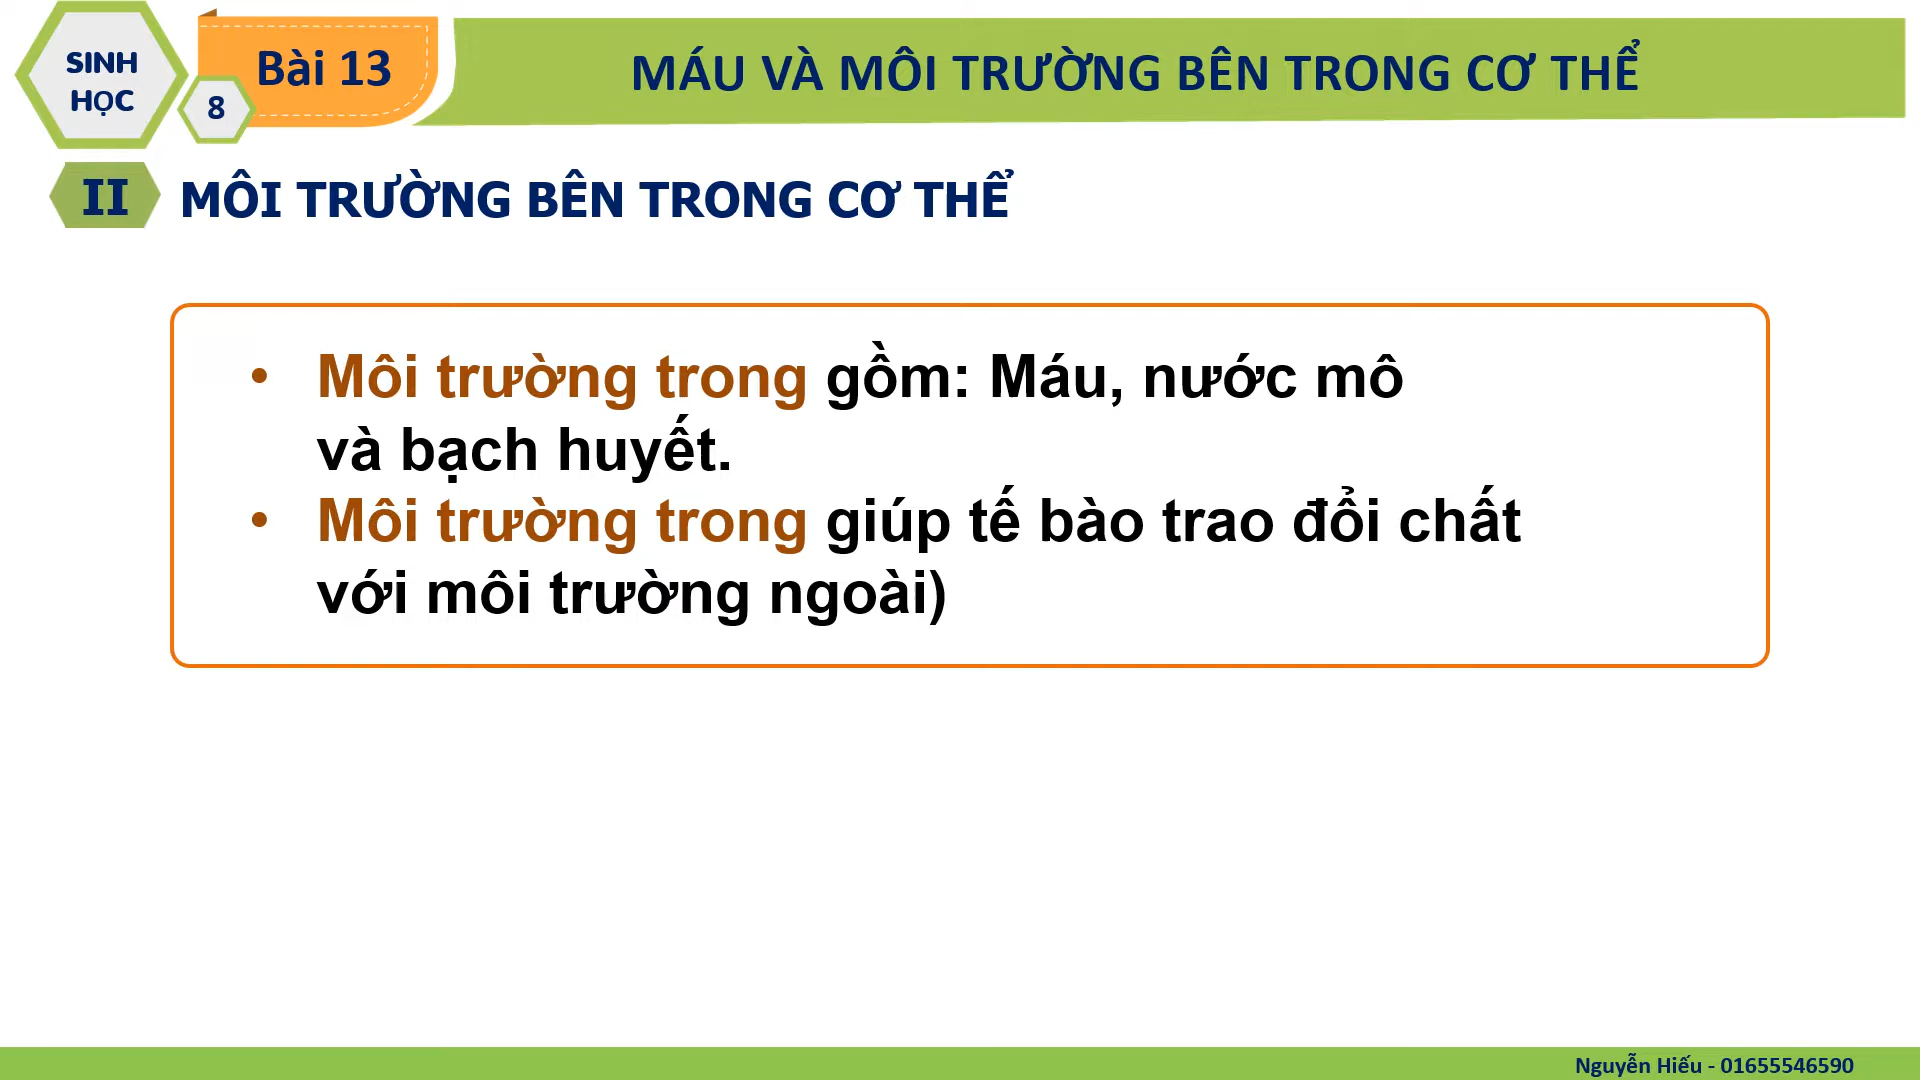 SINH
HỌC
8
Bài 13
MÁU VÀ MÔI TRƯỜNG BÊN TRONG CƠ THỂ
II
MÔI TRƯỜNG BÊN TRONG CƠ THỂ
• Môi trường trong gồm: Máu, nước mô
và bạch huyết.
• Môi trường trong giúp tế bào trao đổi chất
với môi trường ngoài)
Nguyễn Hiếu - 01655546590